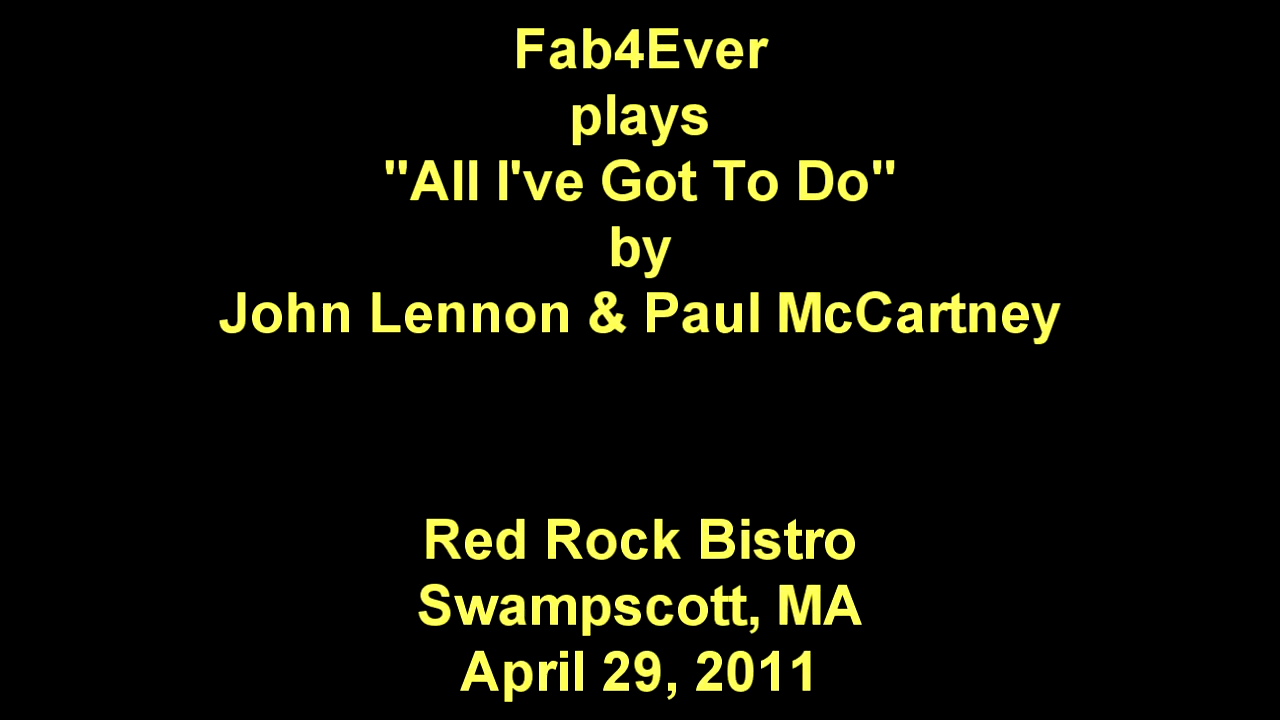 Fab4Ever
plays
"All I've Got To Do"
by
John Lennon & Paul McCartney
Red Rock Bistro
Swampscott, MA
April 29, 2011